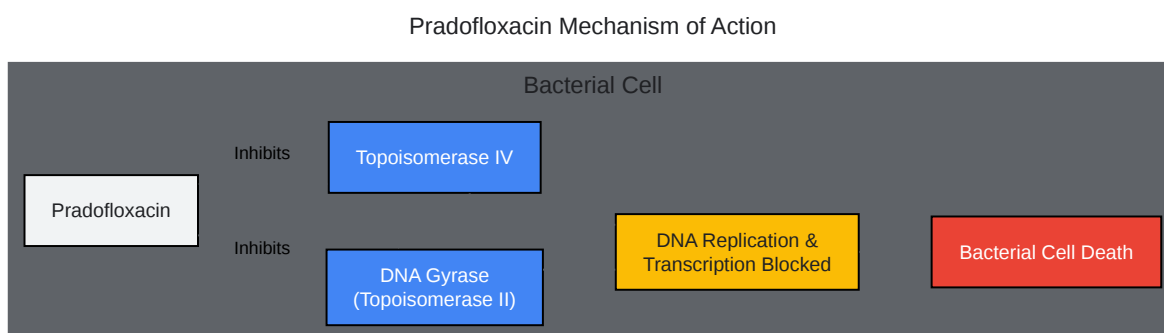 Pradofloxacin Mechanism of Action
Bacterial Cell
Inhibits
Topoisomerase IV
Pradofloxacin
Inhibits
DNA Gyrase
(Topoisomerase II)
DNA Replication &
Transcription Blocked
Bacterial Cell Death